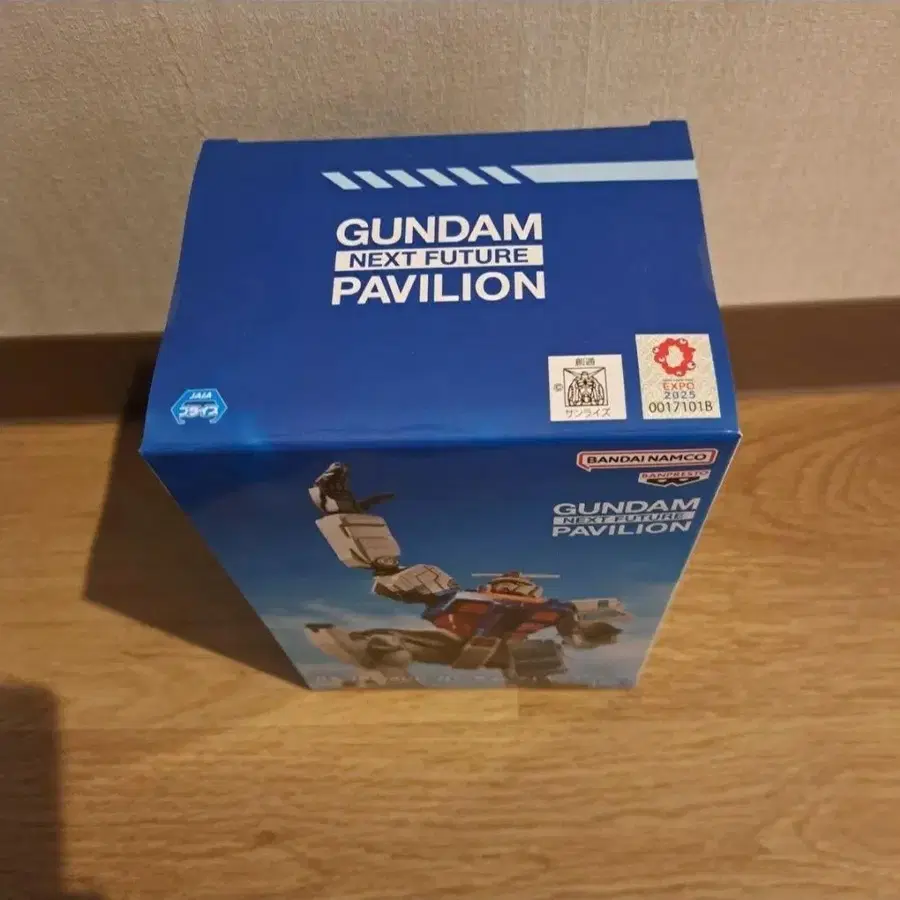 GUNDAM
NEXT FUTURE
PAVILION
JAIA
プライズ
創通
©
サンライズ
EXPO
2025
0017101B
BANDAI NAMCO
BANPRESTO
GUNDAM
NEXT FUTURE
PAVILION